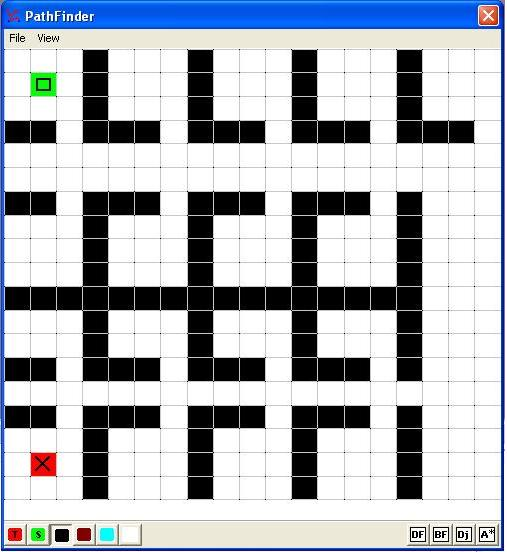 PathFinder
File View
T S DF BF Dj A*